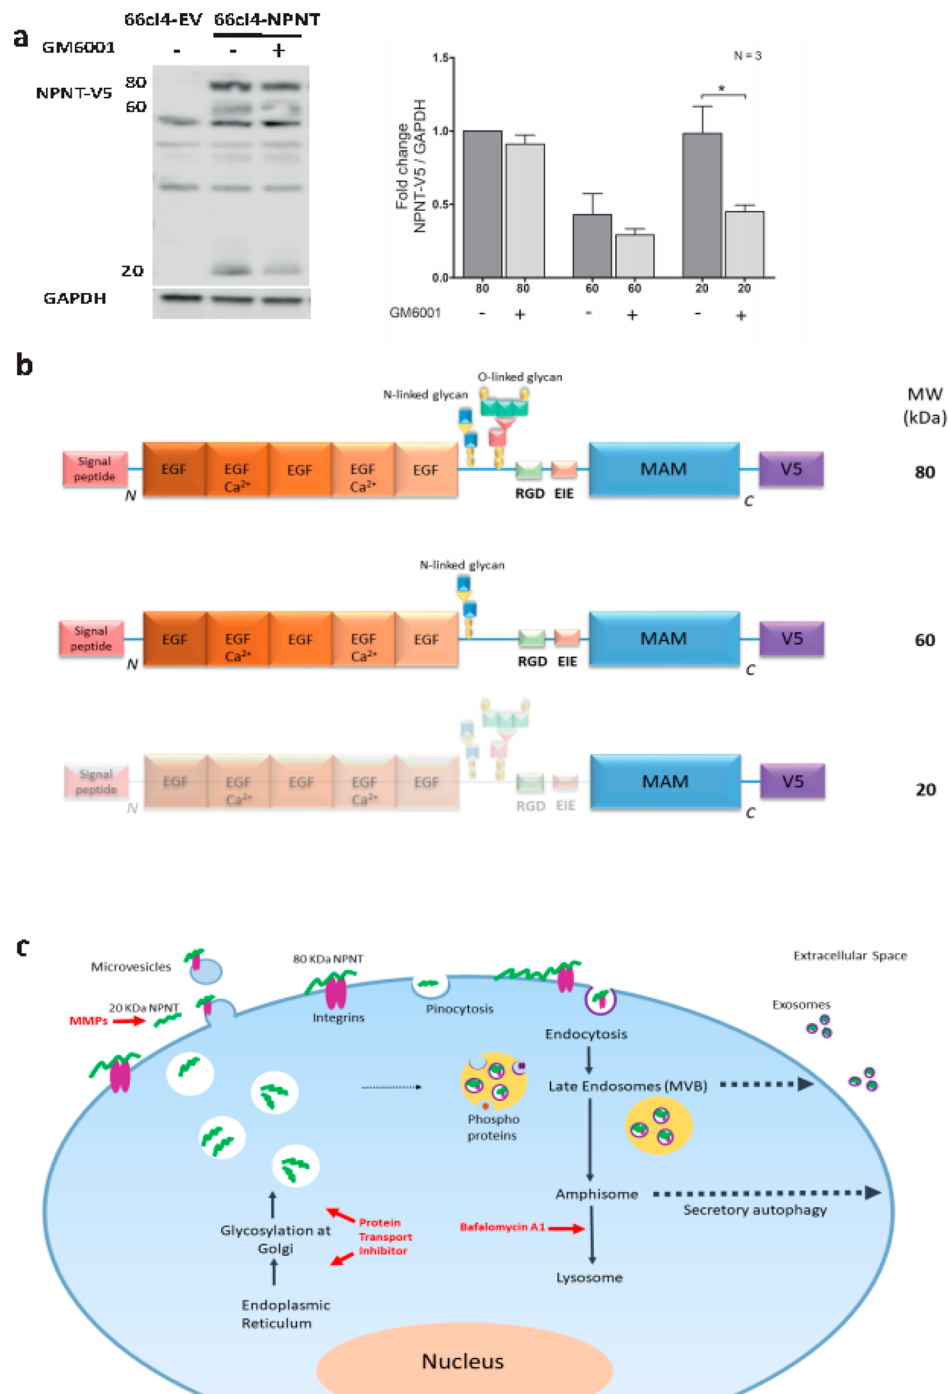 a
66cl4-EV 66cl4-NPNT
GM6001 - - +
NPNT-V5
80
60
20
GAPDH
N = 3
*
Fold change
NPNT-V5 / GAPDH
1.5
1.0
0.5
0.0
80 80 60 60 20 20
GM6001 - + - + - +
b
MW
(kDa)
O-linked glycan
N-linked glycan
Signal
peptide
N
EGF
EGF
Ca2+
EGF
EGF
Ca2+
EGF
RGD
EIE
MAM
C
V5
80
N-linked glycan
Signal
peptide
N
EGF
EGF
Ca2+
EGF
EGF
Ca2+
EGF
RGD
EIE
MAM
C
V5
60
Signal
peptide
N
EGF
EGF
Ca2+
EGF
EGF
Ca2+
EGF
RGD
EIE
MAM
C
V5
20
c
Extracellular Space
Microvesicles
80 KDa NPNT
20 KDa NPNT
MMPs
Integrins
Pinocytosis
Exosomes
Endocytosis
Late Endosomes (MVB)
Phospho
proteins
Amphisome
Secretory autophagy
Bafalomycin A1
Lysosome
Glycosylation at
Golgi
Protein
Transport
Inhibitor
Endoplasmic
Reticulum
Nucleus